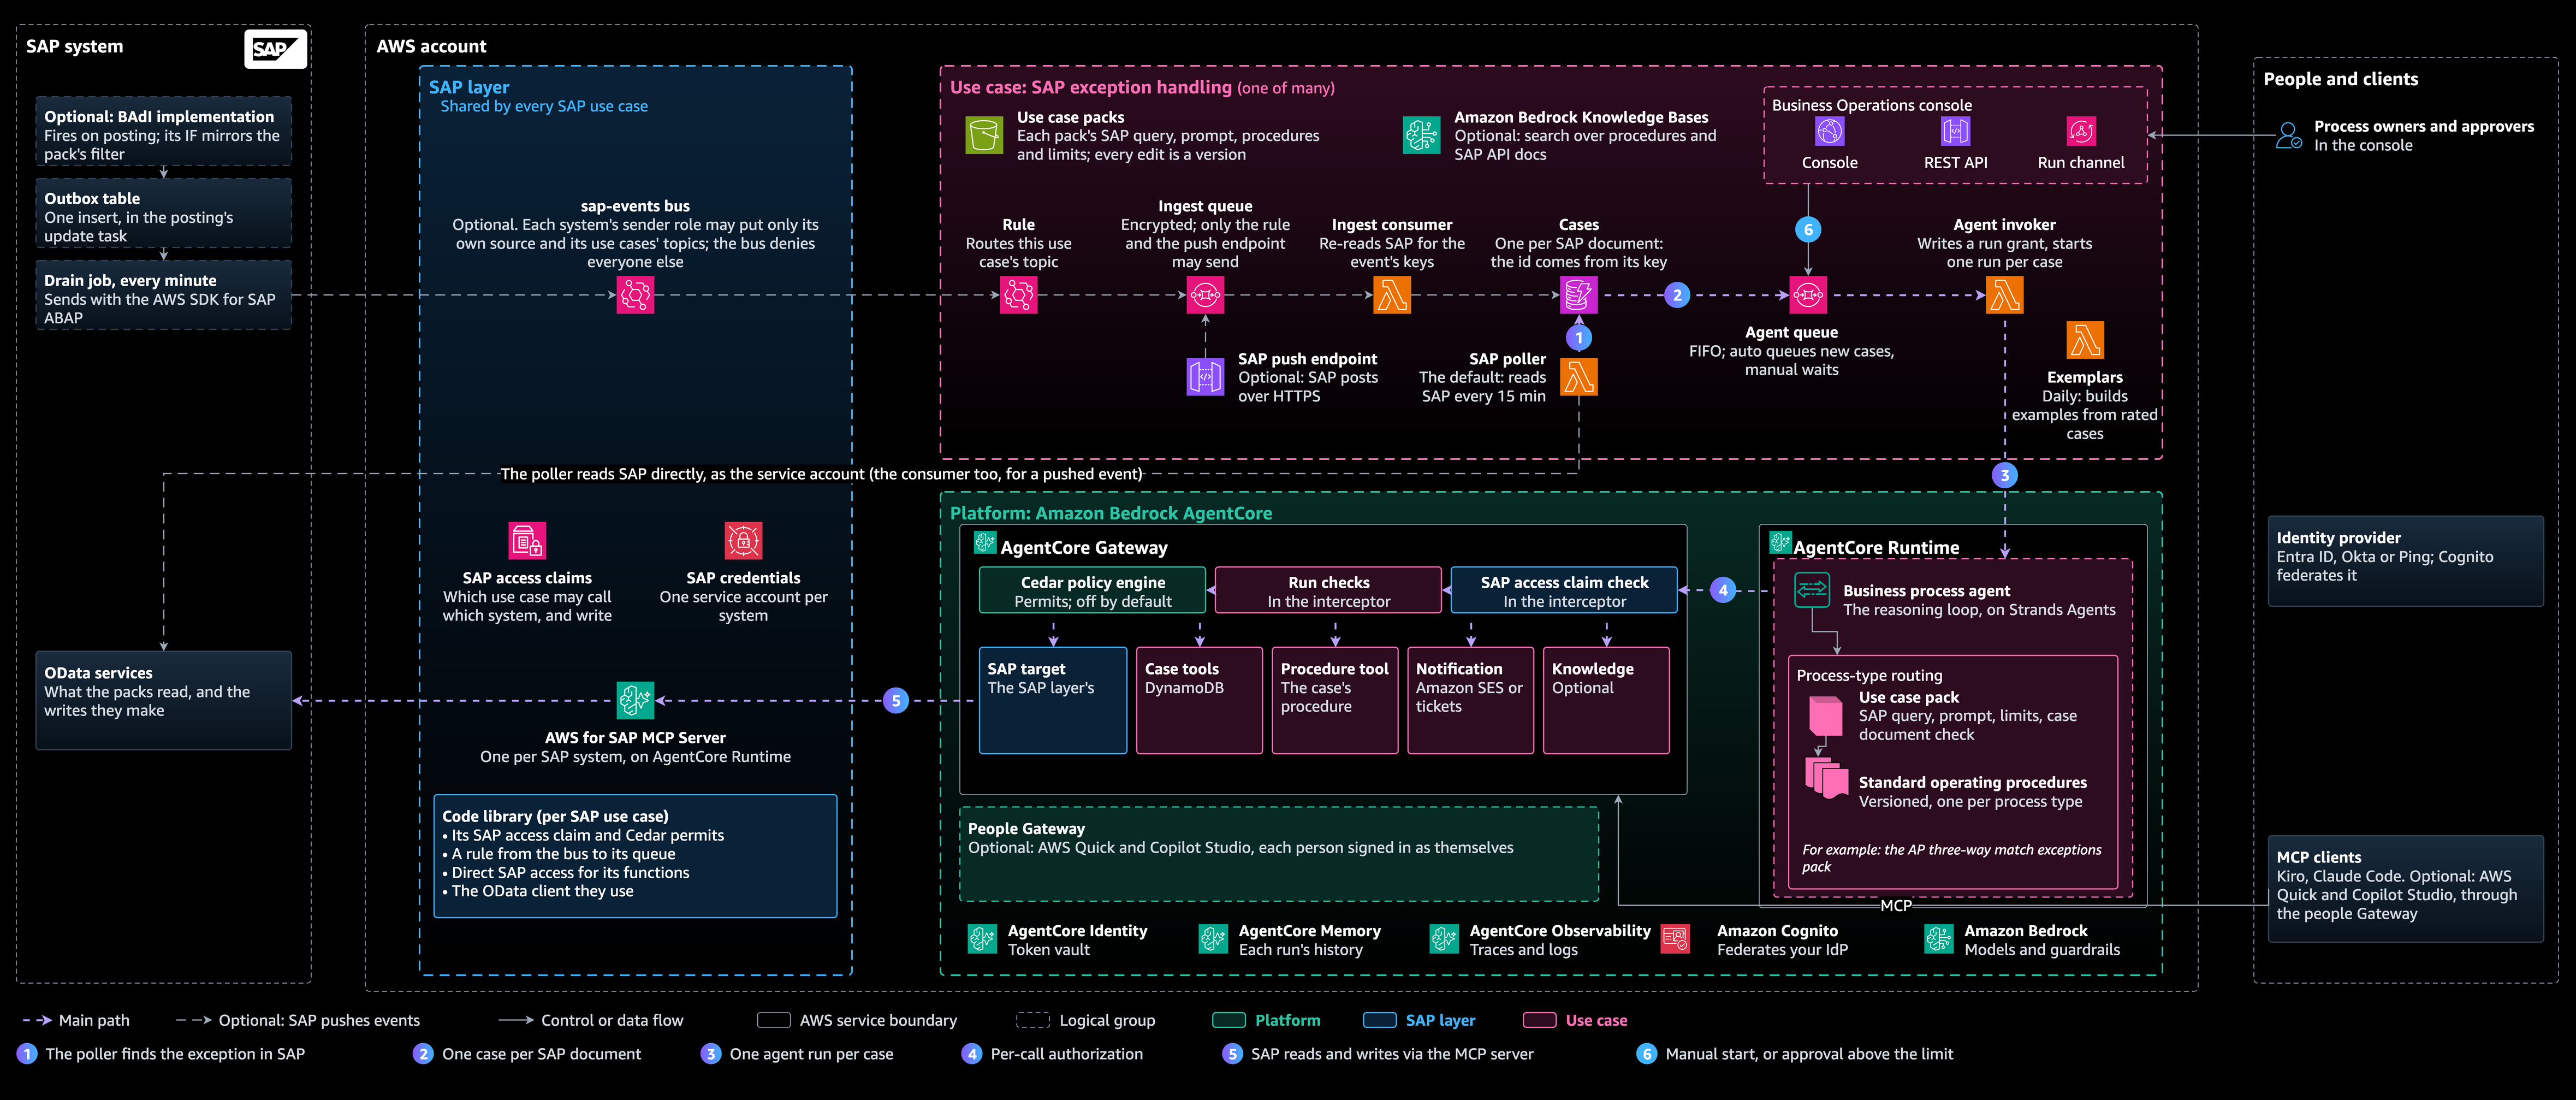 SAP system
SAP
Optional: BAdI implementation
Fires on posting; its IF mirrors the
pack's filter
Outbox table
One insert, in the posting's
update task
Drain job, every minute
Sends with the AWS SDK for SAP
ABAP
OData services
What the packs read, and the
writes they make
AWS account
SAP layer
Shared by every SAP use case
sap-events bus
Optional. Each system's sender role may put only its
own source and its use cases' topics; the bus denies
everyone else
The poller reads SAP directly, as the service account (the consumer too, for a pushed event)
SAP access claims
Which use case may call
which system, and write
SAP credentials
One service account per
system
AWS for SAP MCP Server
One per SAP system, on AgentCore Runtime
Code library (per SAP use case)
• Its SAP access claim and Cedar permits
• A rule from the bus to its queue
• Direct SAP access for its functions
• The OData client they use
Use case: SAP exception handling (one of many)
Use case packs
Each pack's SAP query, prompt, procedures
and limits; every edit is a version
Amazon Bedrock Knowledge Bases
Optional: search over procedures and
SAP API docs
Business Operations console
Console
REST API
Run channel
Rule
Routes this use
case's topic
Ingest queue
Encrypted; only the rule
and the push endpoint
may send
Ingest consumer
Re-reads SAP for the
event's keys
Cases
One per SAP document:
the id comes from its key
6
Agent invoker
Writes a run grant, starts
one run per case
2
1
Agent queue
FIFO; auto queues new cases,
manual waits
SAP push endpoint
Optional: SAP posts
over HTTPS
SAP poller
The default: reads
SAP every 15 min
Exemplars
Daily: builds
examples from rated
cases
3
Platform: Amazon Bedrock AgentCore
AgentCore Gateway
Cedar policy engine
Permits; off by default
Run checks
In the interceptor
SAP access claim check
In the interceptor
4
5
SAP target
The SAP layer's
Case tools
DynamoDB
Procedure tool
The case's
procedure
Notification
Amazon SES or
tickets
Knowledge
Optional
AgentCore Runtime
Business process agent
The reasoning loop, on Strands Agents
Process-type routing
Use case pack
SAP query, prompt, limits, case
document check
Standard operating procedures
Versioned, one per process type
For example: the AP three-way match exceptions
pack
People Gateway
Optional: AWS Quick and Copilot Studio, each person signed in as themselves
MCP
AgentCore Identity
Token vault
AgentCore Memory
Each run's history
AgentCore Observability
Traces and logs
Amazon Cognito
Federates your IdP
Amazon Bedrock
Models and guardrails
People and clients
Process owners and approvers
In the console
Identity provider
Entra ID, Okta or Ping; Cognito
federates it
MCP clients
Kiro, Claude Code. Optional: AWS
Quick and Copilot Studio, through
the people Gateway
Main path
Optional: SAP pushes events
Control or data flow
AWS service boundary
Logical group
Platform
SAP layer
Use case
1 The poller finds the exception in SAP
2 One case per SAP document
3 One agent run per case
4 Per-call authorization
5 SAP reads and writes via the MCP server
6 Manual start, or approval above the limit